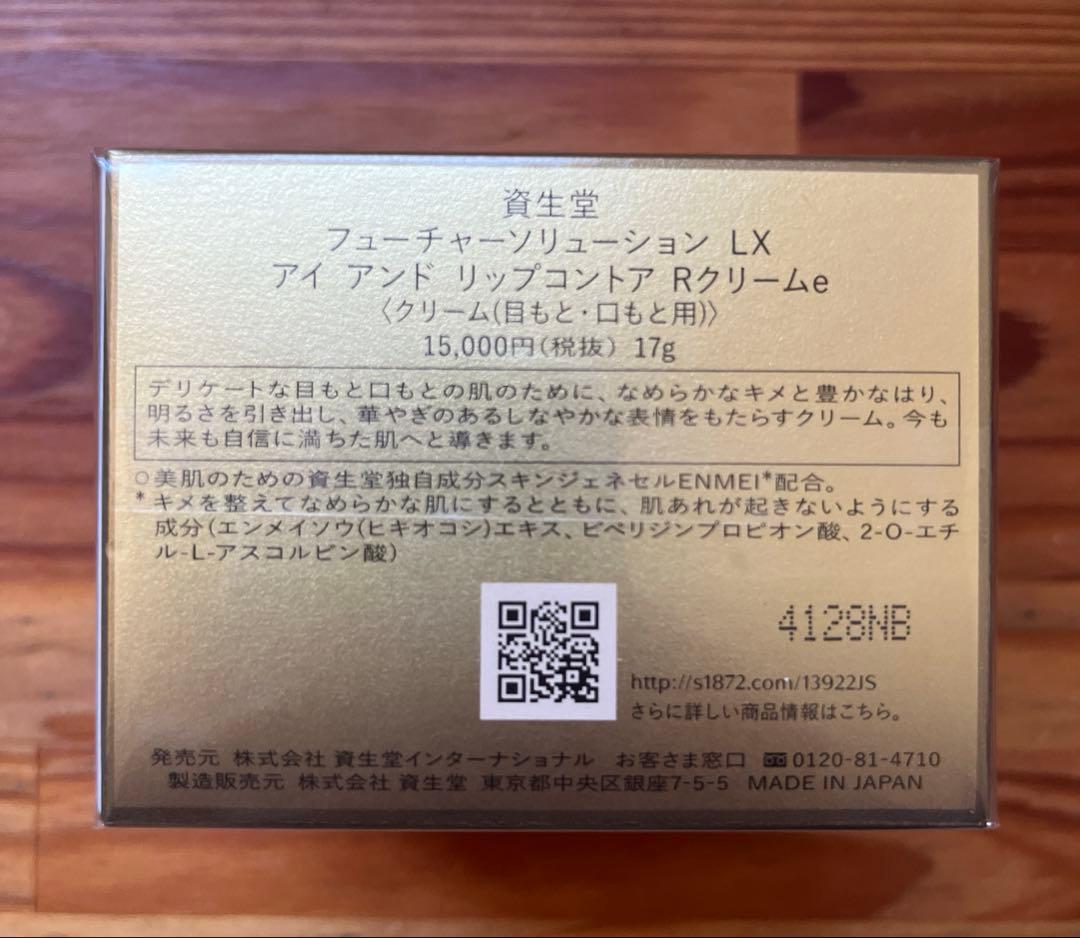 資生堂
フューチャーソリューション LX
アイ アンド リップコントア Rクリームe
〈クリーム(目もと・口もと用)〉
15,000円(税抜) 17g
デリケートな目もと口もとの肌のために、なめらかなキメと豊かなはり、
明るさを引き出し、華やぎのあるしなやかな表情をもたらすクリーム。今も
未来も自信に満ちた肌へと導きます。
○美肌のための資生堂独自成分スキンジェネセルENMEI*配合。
* キメを整えてなめらかな肌にするとともに、肌あれが起きないようにする
成分(エンメイソウ(ヒキオコシ)エキス、ピペリジンプロピオン酸、2-O-エチ
ル-L-アスコルビン酸)
4128NB
http://s1872.com/13922JS
さらに詳しい商品情報はこちら。
発売元 株式会社 資生堂インターナショナル お客さま窓口 0120-81-4710
製造販売元 株式会社 資生堂 東京都中央区銀座7-5-5 MADE IN JAPAN